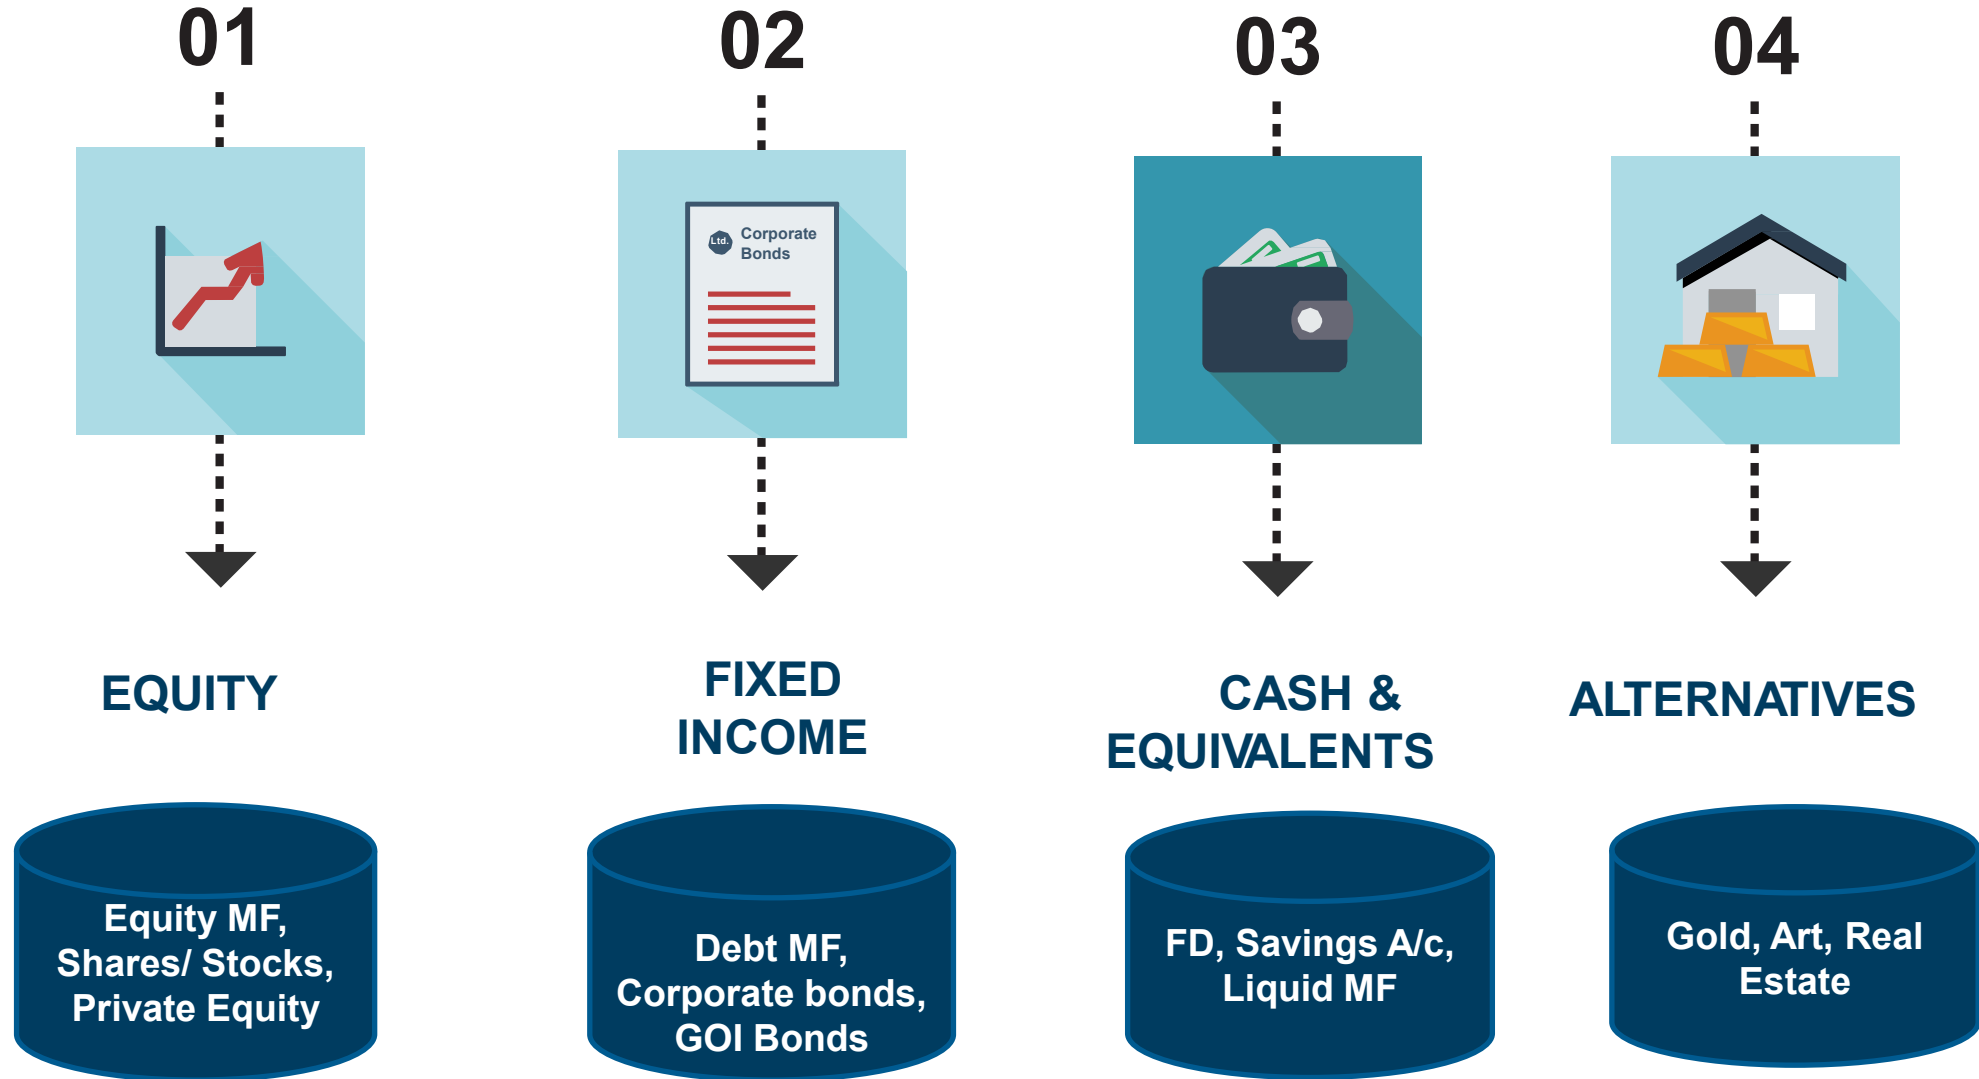 01
02
03
04
Ltd.
Corporate
Bonds
EQUITY
FIXED
INCOME
CASH &
EQUIVALENTS
ALTERNATIVES
Equity MF,
Shares/ Stocks,
Private Equity
Debt MF,
Corporate bonds,
GOI Bonds
FD, Savings A/c,
Liquid MF
Gold, Art, Real
Estate